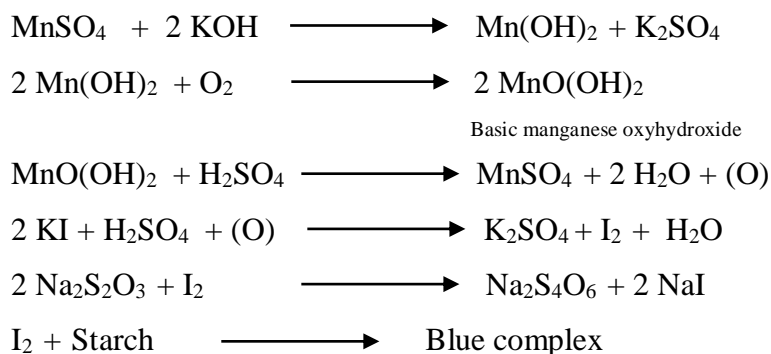 MnSO₄ + 2 KOH ⟶ Mn(OH)₂ + K₂SO₄
2 Mn(OH)₂ + O₂ ⟶ 2 MnO(OH)₂
Basic manganese oxyhydroxide
MnO(OH)₂ + H₂SO₄ ⟶ MnSO₄ + 2 H₂O + (O)
2 KI + H₂SO₄ + (O) ⟶ K₂SO₄ + I₂ + H₂O
2 Na₂S₂O₃ + I₂ ⟶ Na₂S₄O₆ + 2 NaI
I₂ + Starch ⟶ Blue complex